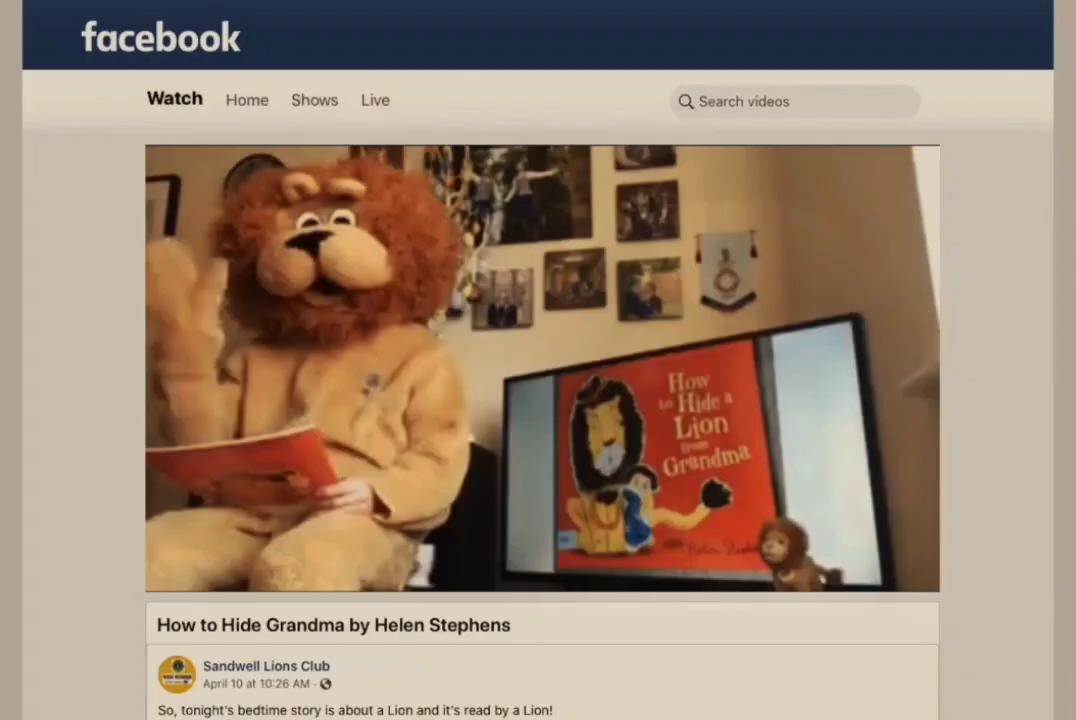 facebook
Watch Home Shows Live Search videos
How
to Hide a
Lion
from
Grandma
How to Hide Grandma by Helen Stephens
Sandwell Lions Club
April 10 at 10:26 AM ·
So, tonight's bedtime story is about a Lion and it's read by a Lion!